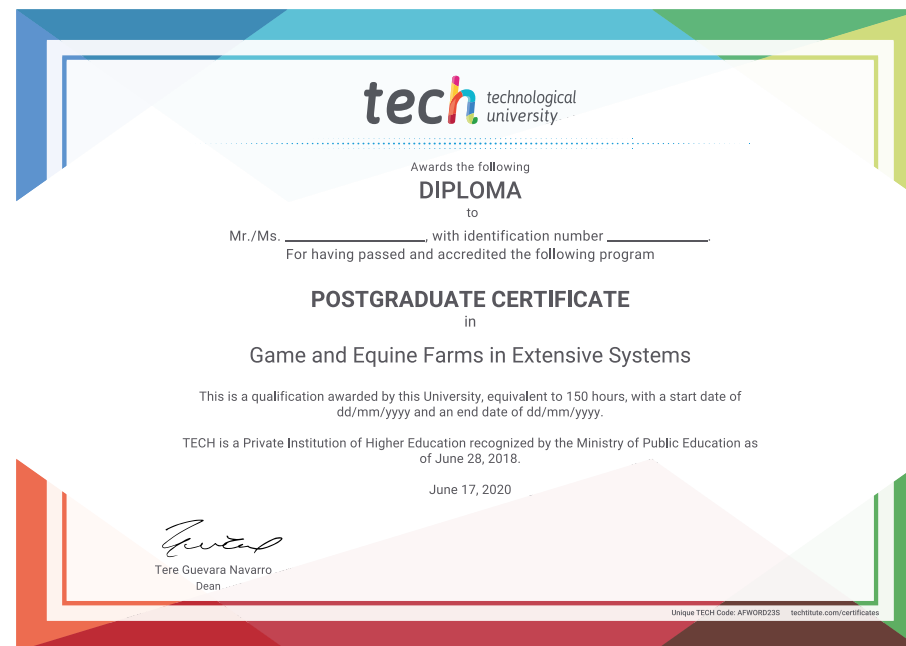 tech technological
university
Awards the following
DIPLOMA
to
Mr./Ms. ____________________, with identification number ______________.
For having passed and accredited the following program
POSTGRADUATE CERTIFICATE
in
Game and Equine Farms in Extensive Systems
This is a qualification awarded by this University, equivalent to 150 hours, with a start date of
dd/mm/yyyy and an end date of dd/mm/yyyy.
TECH is a Private Institution of Higher Education recognized by the Ministry of Public Education as
of June 28, 2018.
June 17, 2020
Tere Guevara Navarro
Dean
Unique TECH Code: AFWORD23S techtitute.com/certificates